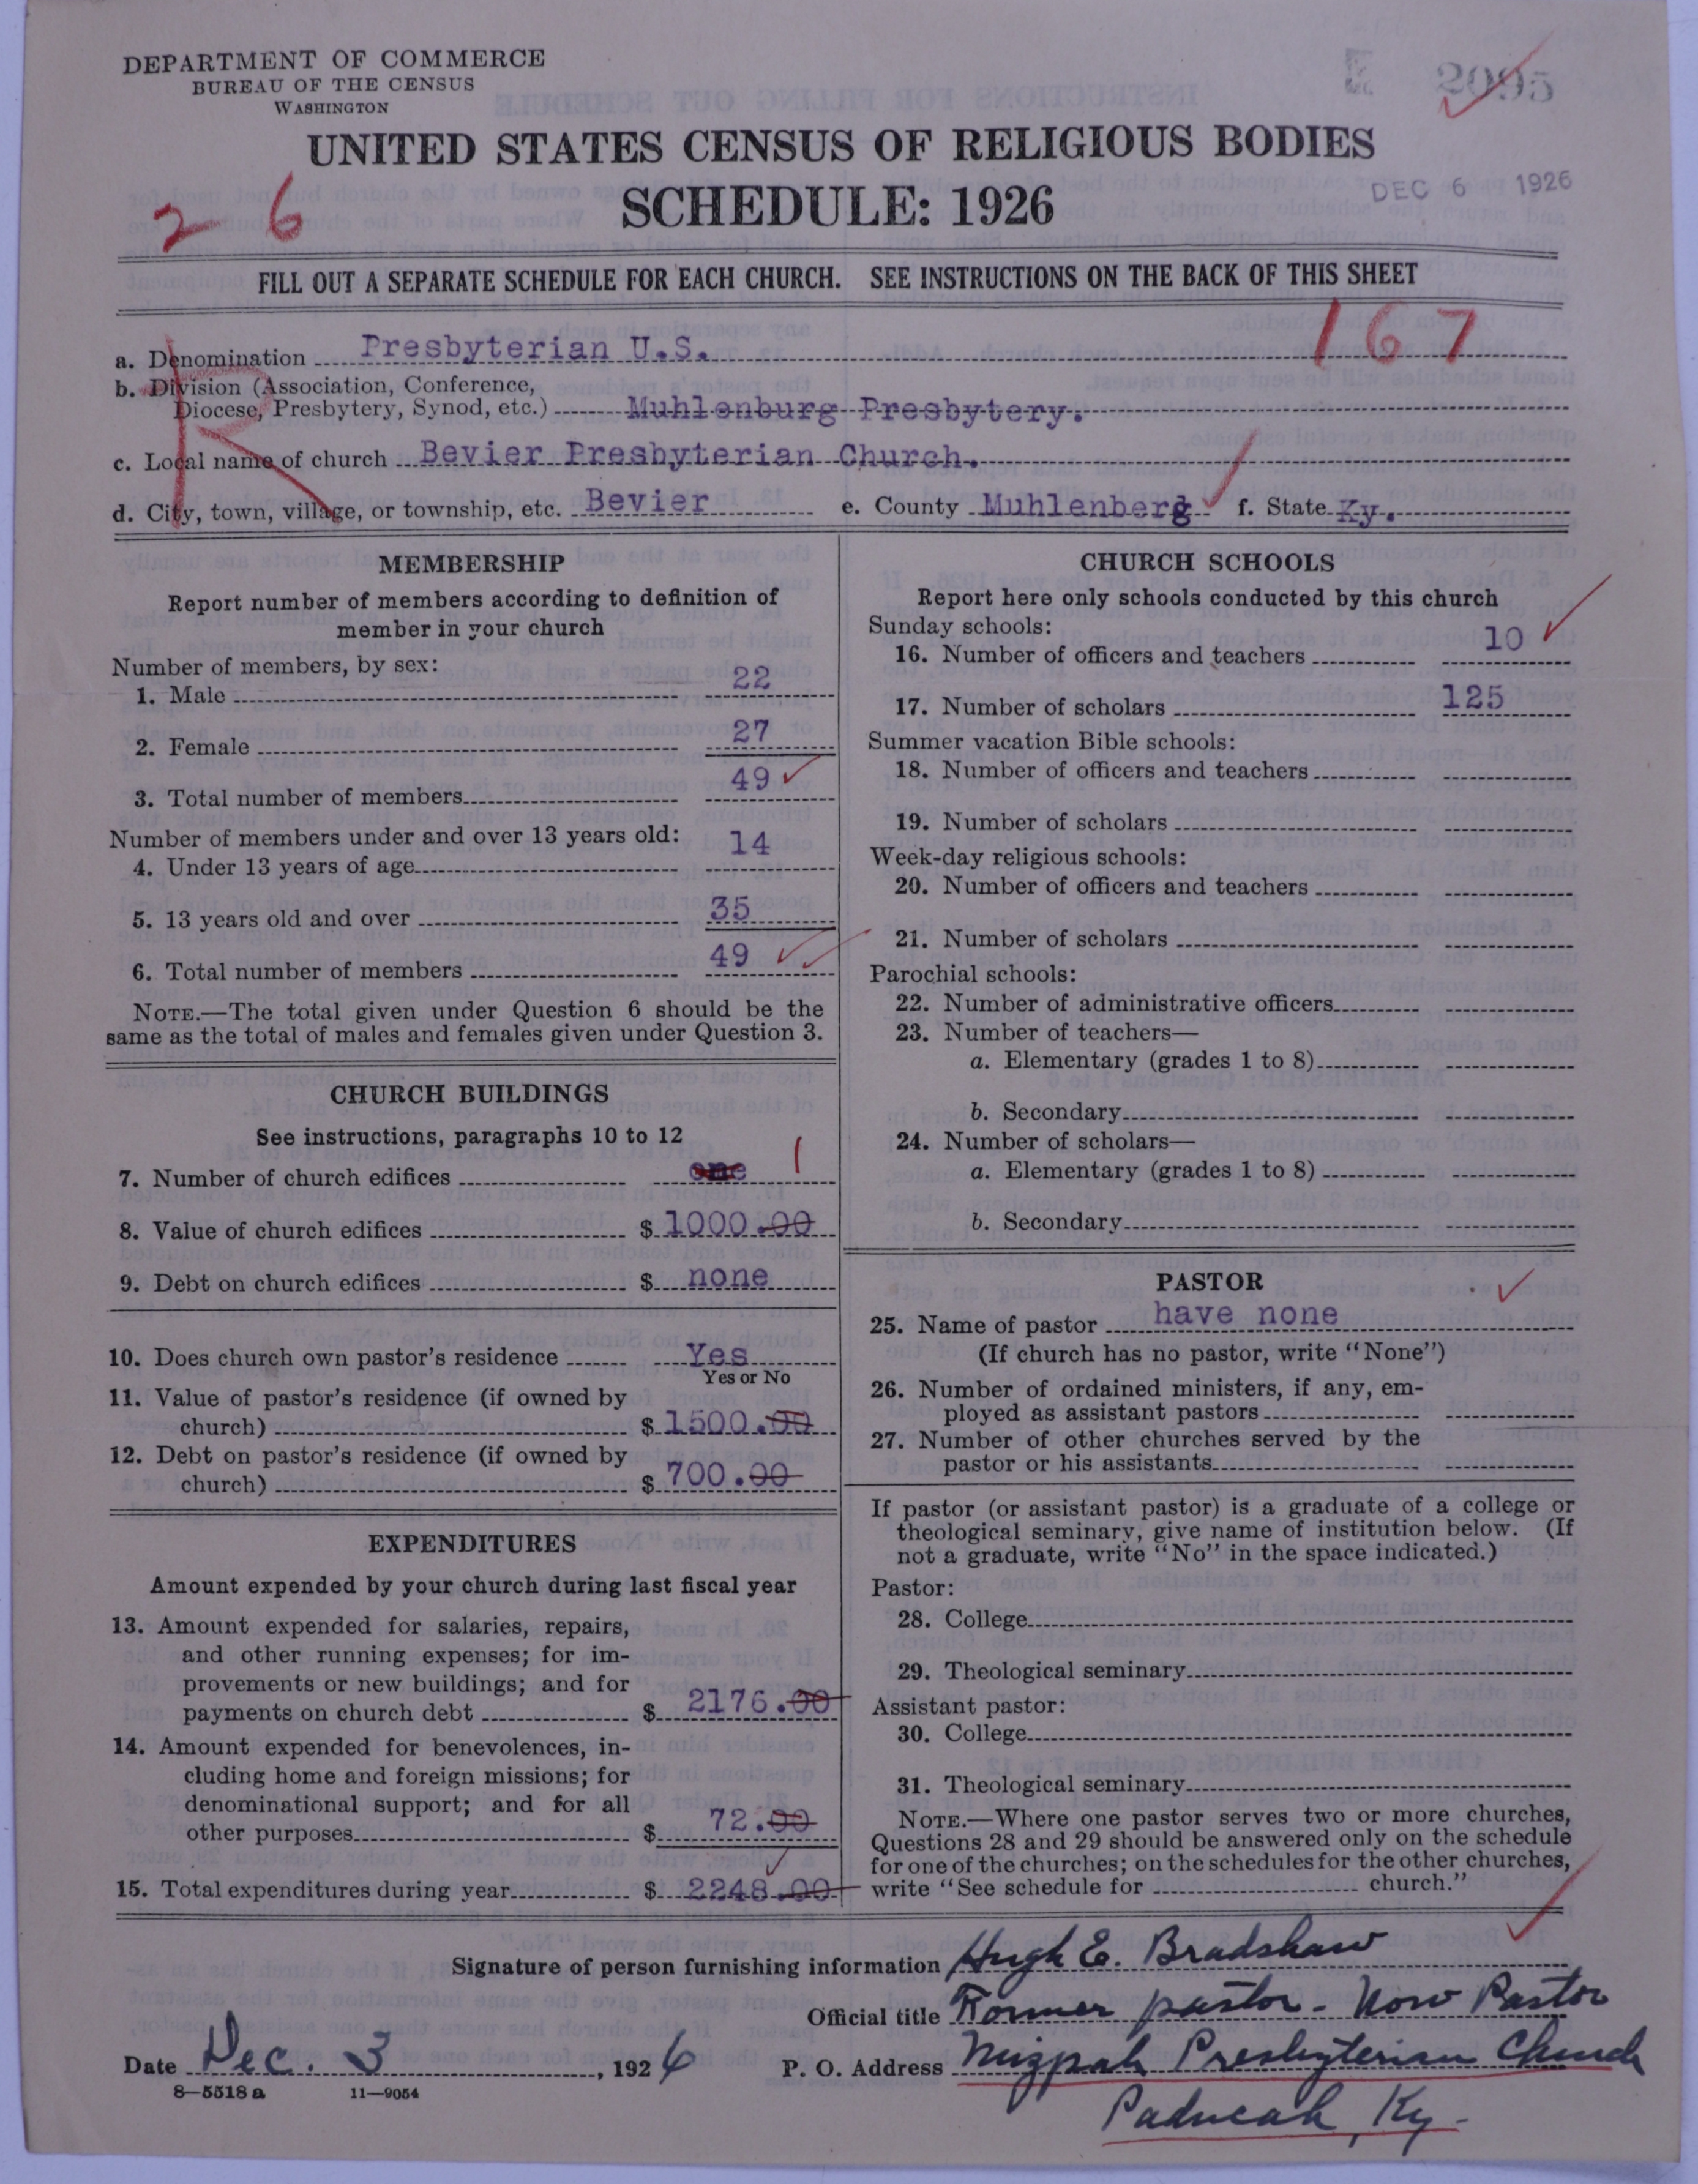 DEPARTMENT OF COMMERCE
BUREAU OF THE CENSUS
WASHINGTON
E 2095
UNITED STATES CENSUS OF RELIGIOUS BODIES
SCHEDULE: 1926
DEC 6 1926
26
FILL OUT A SEPARATE SCHEDULE FOR EACH CHURCH. SEE INSTRUCTIONS ON THE BACK OF THIS SHEET
167
R
a. Denomination Presbyterian U.S.
b. Division (Association, Conference,
Diocese, Presbytery, Synod, etc.) Muhlenburg Presbytery.
c. Local name of church Bevier Presbyterian Church.
d. City, town, village, or township, etc. Bevier e. County Muhlenberg f. State Ky.
MEMBERSHIP
Report number of members according to definition of
member in your church
Number of members, by sex:
1. Male 22
2. Female 27
3. Total number of members 49
Number of members under and over 13 years old:
4. Under 13 years of age 14
5. 13 years old and over 35
6. Total number of members 49
NOTE.—The total given under Question 6 should be the
same as the total of males and females given under Question 3.
CHURCH BUILDINGS
See instructions, paragraphs 10 to 12
7. Number of church edifices one 1
8. Value of church edifices $ 1000.00
9. Debt on church edifices $ none
10. Does church own pastor's residence Yes
Yes or No
11. Value of pastor's residence (if owned by
church) $ 1500.00
12. Debt on pastor's residence (if owned by
church) $ 700.00
EXPENDITURES
Amount expended by your church during last fiscal year
13. Amount expended for salaries, repairs,
and other running expenses; for im-
provements or new buildings; and for
payments on church debt $ 2176.00
14. Amount expended for benevolences, in-
cluding home and foreign missions; for
denominational support; and for all
other purposes $ 72.00
15. Total expenditures during year $ 2248.00
CHURCH SCHOOLS
Report here only schools conducted by this church
Sunday schools:
16. Number of officers and teachers 10
17. Number of scholars 125
Summer vacation Bible schools:
18. Number of officers and teachers
19. Number of scholars
Week-day religious schools:
20. Number of officers and teachers
21. Number of scholars
Parochial schools:
22. Number of administrative officers
23. Number of teachers—
a. Elementary (grades 1 to 8)
b. Secondary
24. Number of scholars—
a. Elementary (grades 1 to 8)
b. Secondary
PASTOR
25. Name of pastor have none
(If church has no pastor, write "None")
26. Number of ordained ministers, if any, em-
ployed as assistant pastors
27. Number of other churches served by the
pastor or his assistants
If pastor (or assistant pastor) is a graduate of a college or
theological seminary, give name of institution below. (If
not a graduate, write "No" in the space indicated.)
Pastor:
28. College
29. Theological seminary
Assistant pastor:
30. College
31. Theological seminary
NOTE.—Where one pastor serves two or more churches,
Questions 28 and 29 should be answered only on the schedule
for one of the churches; on the schedules for the other churches,
write "See schedule for church."
Signature of person furnishing information Hugh E. Bradshaw
Official title Former pastor - Now Pastor
Date Dec. 3, 1926 P. O. Address Mizpah Presbyterian Church
8—5518 a 11—9054
Paducah, Ky-